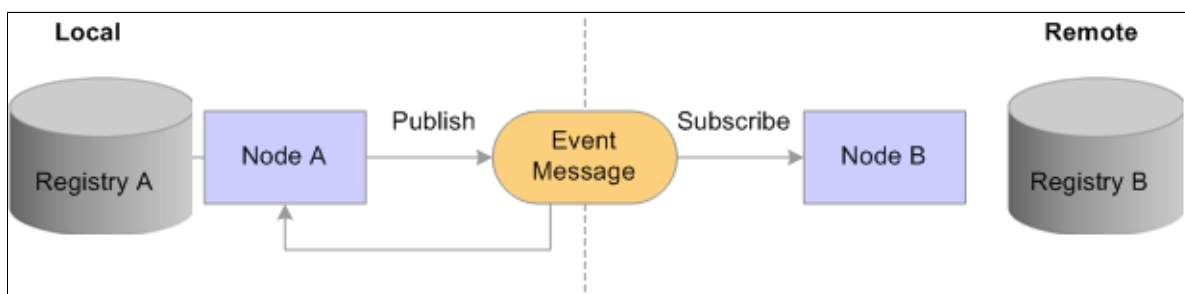 Local
Remote
Publish
Subscribe
Event
Message
Node A
Node B
Registry A
Registry B